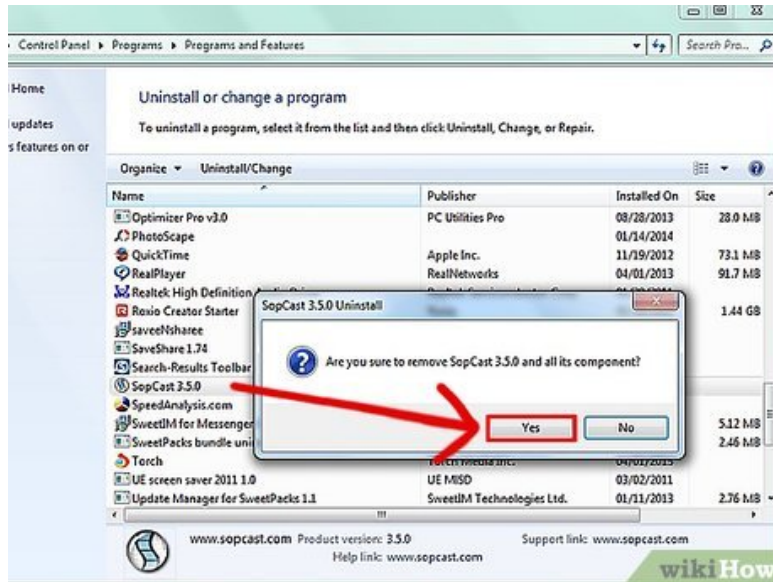 Control Panel ▸ Programs ▸ Programs and Features
Search Pro...
Home
updates
s features on or
Uninstall or change a program
To uninstall a program, select it from the list and then click Uninstall, Change, or Repair.
Organize Uninstall/Change
Name Publisher Installed On Size
Optimizer Pro v3.0 PC Utilities Pro 08/28/2013 28.0 MB
PhotoScape 01/14/2014
QuickTime Apple Inc. 11/19/2012 73.1 MB
RealPlayer RealNetworks 04/01/2013 91.7 MB
Realtek High Definition
Roxio Creator Starter 1.44 GB
saveeNsharee
SaveShare 1.74
Search-Results Toolbar
SopCast 3.5.0
SpeedAnalysis.com
SweetIM for Messenger 5.12 MB
SweetPacks bundle uni 2.46 MB
Torch Torch Media Inc. 04/01/2013
UE screen saver 2011 1.0 UE MISD 03/02/2011
Update Manager for SweetPacks 1.1 SweetIM Technologies Ltd. 01/11/2013 2.76 MB
SopCast 3.5.0 Uninstall
Are you sure to remove SopCast 3.5.0 and all its component?
Yes No
www.sopcast.com Product version: 3.5.0 Support link: www.sopcast.com
Help link: www.sopcast.com
wikiHow